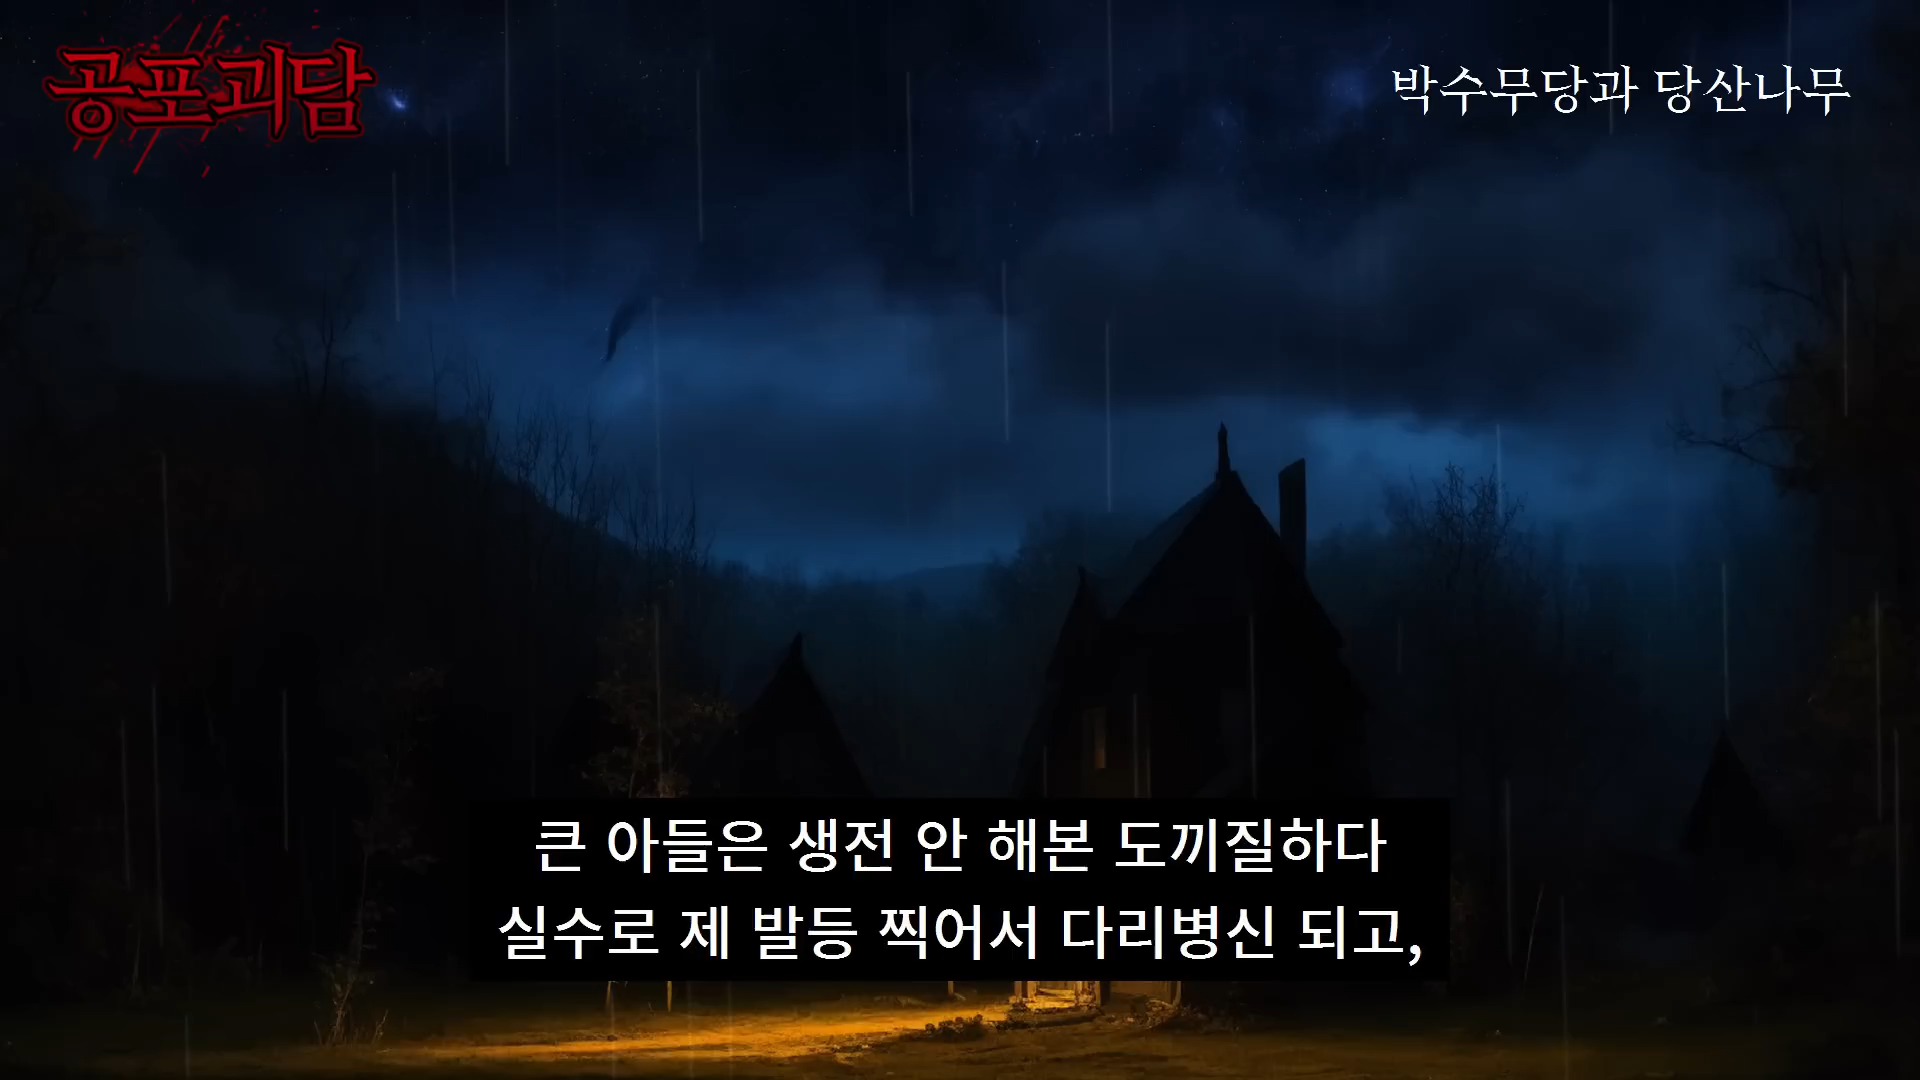 공포괴담
박수무당과 당산나무
큰 아들은 생전 안 해본 도끼질하다
실수로 제 발등 찍어서 다리병신 되고,